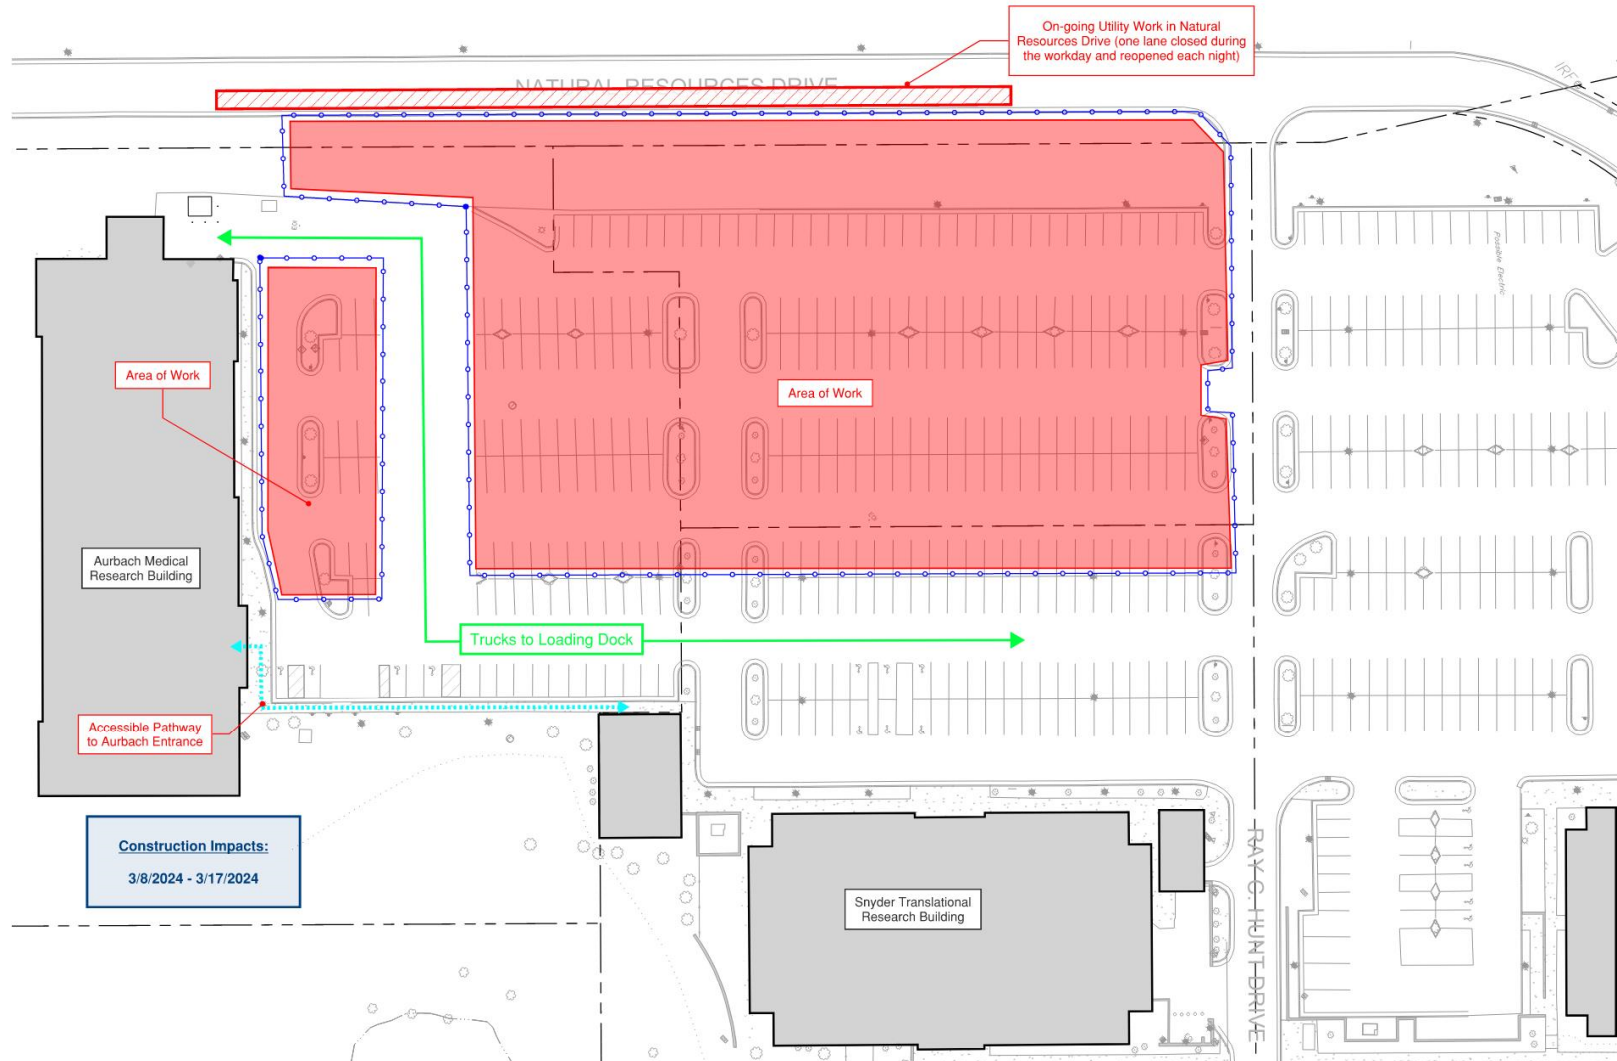 On-going Utility Work in Natural
Resources Drive (one lane closed during
the workday and reopened each night)
NATURAL RESOURCES DRIVE
Possible Electric
Area of Work
Area of Work
Aurbach Medical
Research Building
Trucks to Loading Dock
Accessible Pathway
to Aurbach Entrance
Construction Impacts:
3/8/2024 - 3/17/2024
Snyder Translational
Research Building
RAY C. HUNT DRIVE